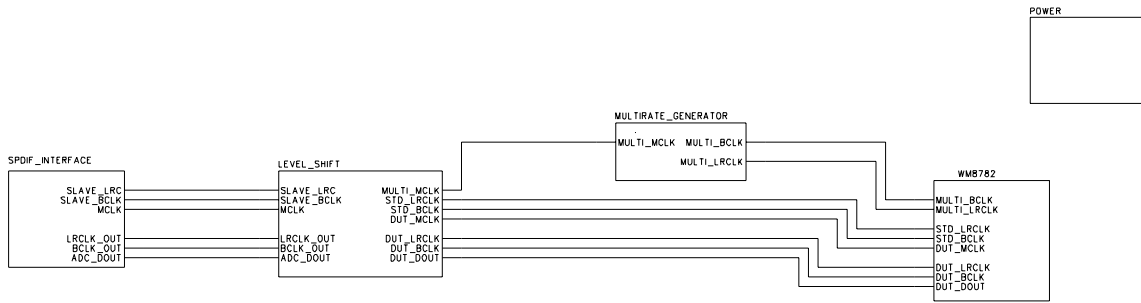 POWER
MULTIRATE_GENERATOR
MULTI_MCLK MULTI_BCLK
MULTI_LRCLK
SPDIF_INTERFACE
SLAVE_LRC
SLAVE_BCLK
MCLK
LRCLK_OUT
BCLK_OUT
ADC_DOUT
LEVEL_SHIFT
SLAVE_LRC MULTI_MCLK
SLAVE_BCLK STD_LRCLK
MCLK STD_BCLK
DUT_MCLK
LRCLK_OUT DUT_LRCLK
BCLK_OUT DUT_BCLK
ADC_DOUT DUT_DOUT
WM8782
MULTI_BCLK
MULTI_LRCLK
STD_LRCLK
STD_BCLK
DUT_MCLK
DUT_LRCLK
DUT_BCLK
DUT_DOUT